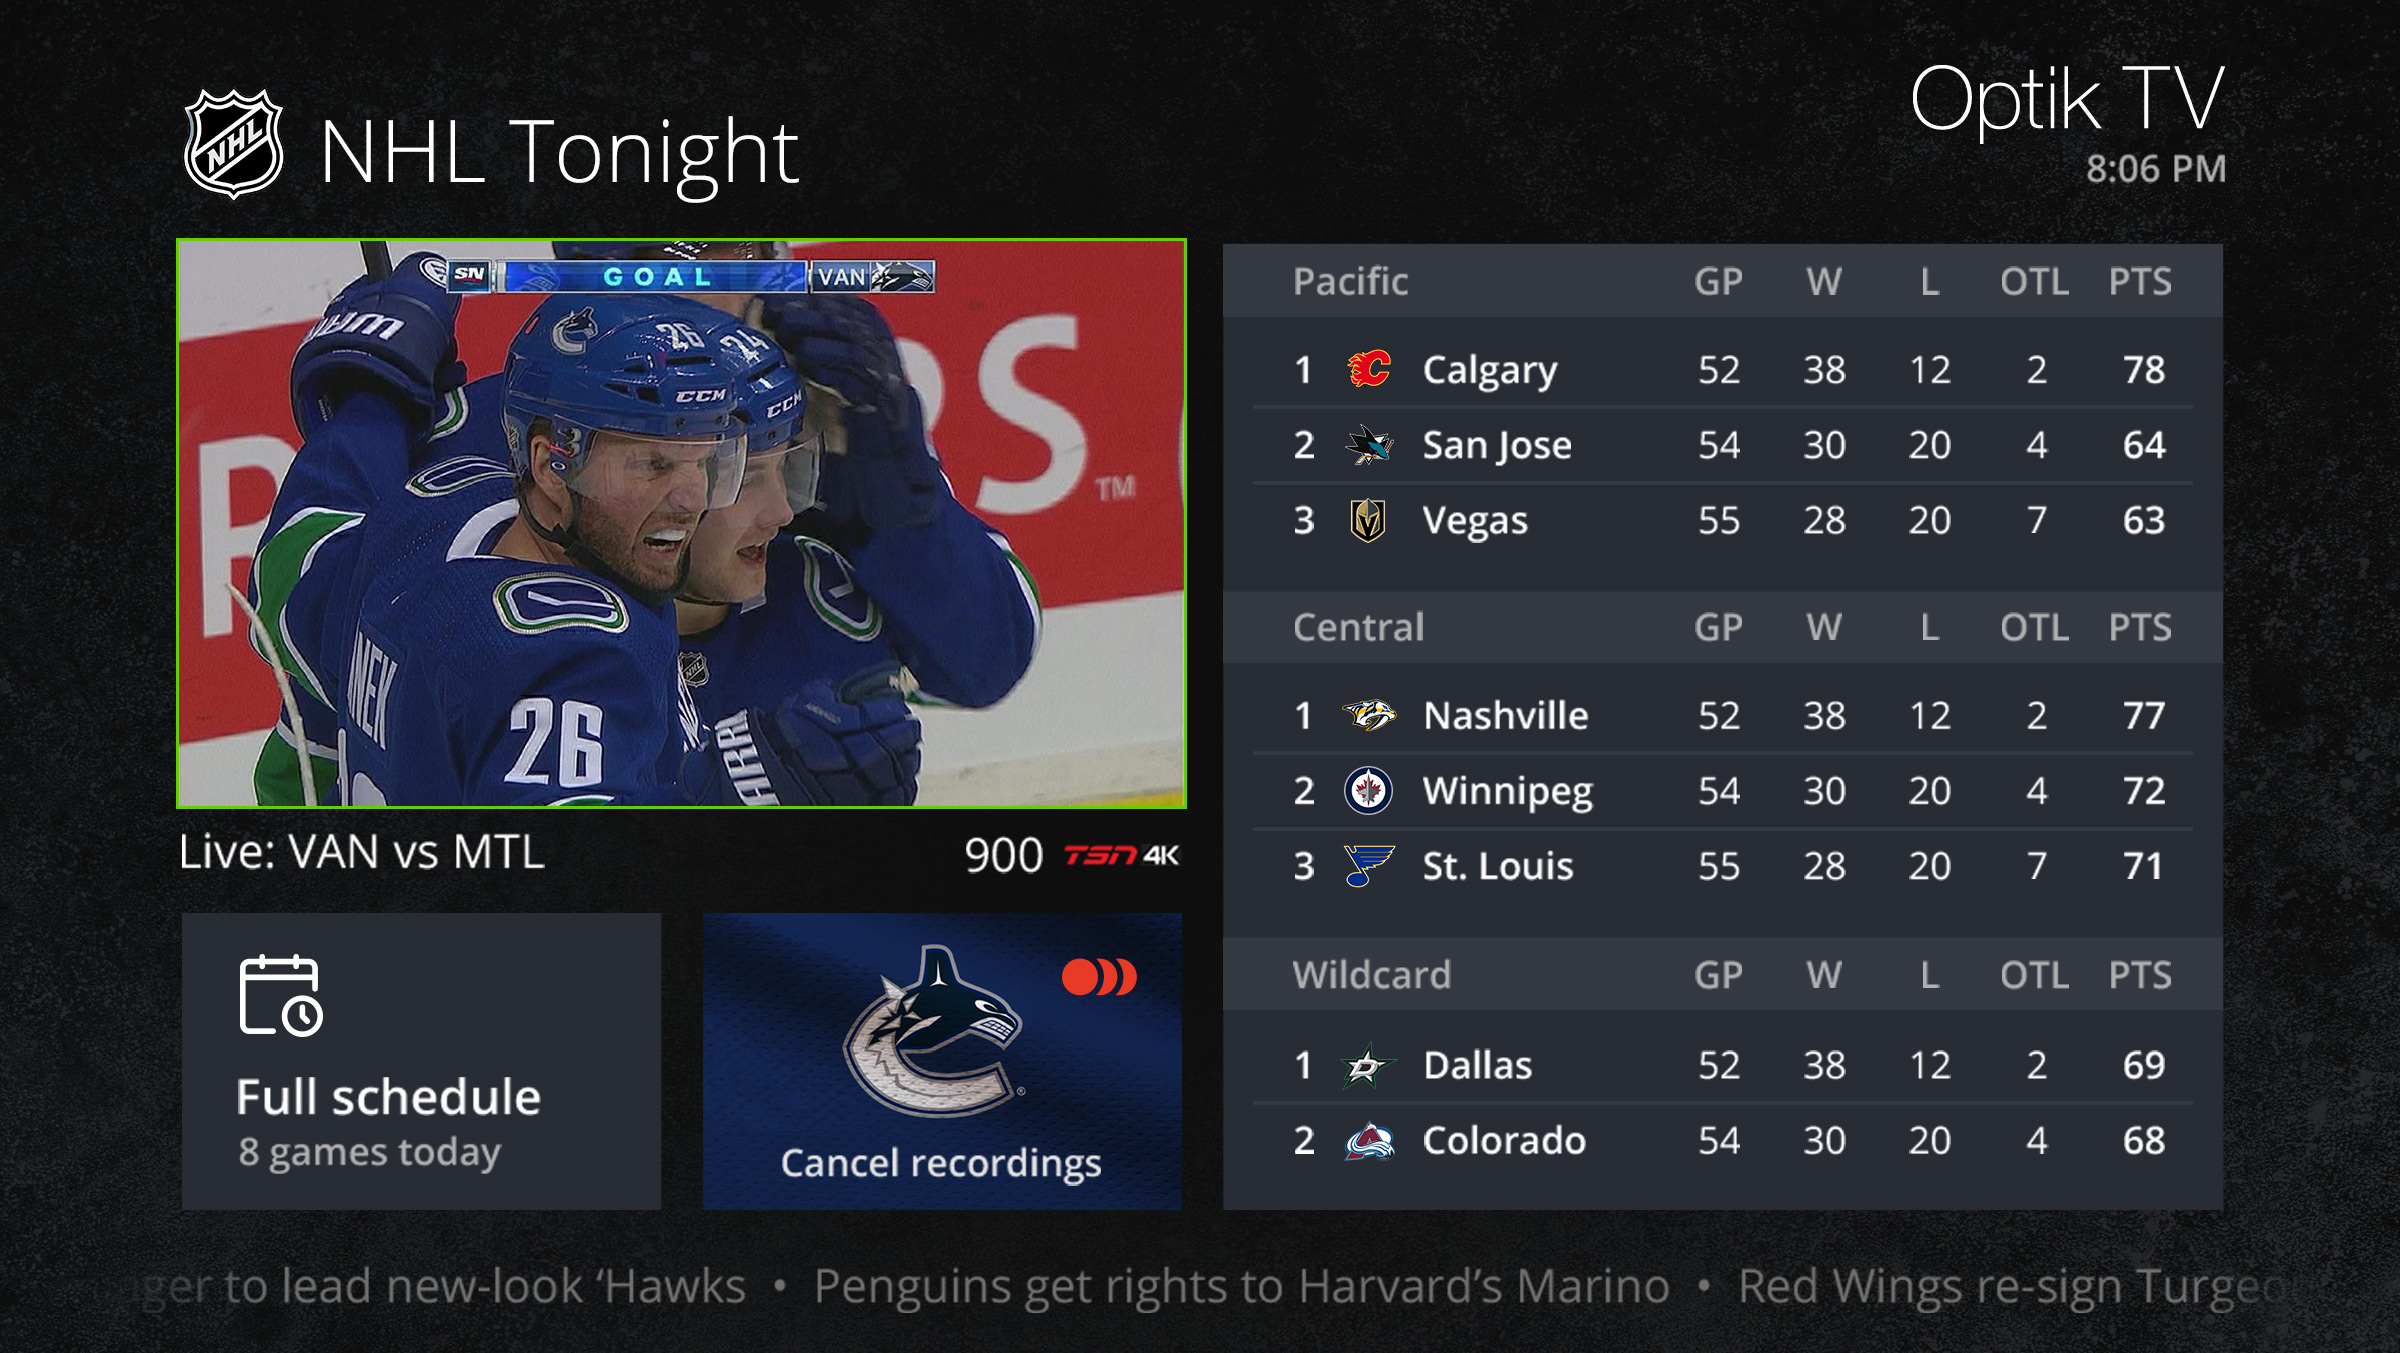 NHL
NHL Tonight
Optik TV
8:06 PM
SN GOAL VAN
26 24
CCM
CCM
TM
NHL
26
Live: VAN vs MTL
900 TSN 4K
Full schedule
8 games today
Cancel recordings
Pacific GP W L OTL PTS
1 Calgary 52 38 12 2 78
2 San Jose 54 30 20 4 64
3 Vegas 55 28 20 7 63
Central GP W L OTL PTS
1 Nashville 52 38 12 2 77
2 Winnipeg 54 30 20 4 72
3 St. Louis 55 28 20 7 71
Wildcard GP W L OTL PTS
1 Dallas 52 38 12 2 69
2 Colorado 54 30 20 4 68
to lead new-look ‘Hawks • Penguins get rights to Harvard’s Marino • Red Wings re-sign